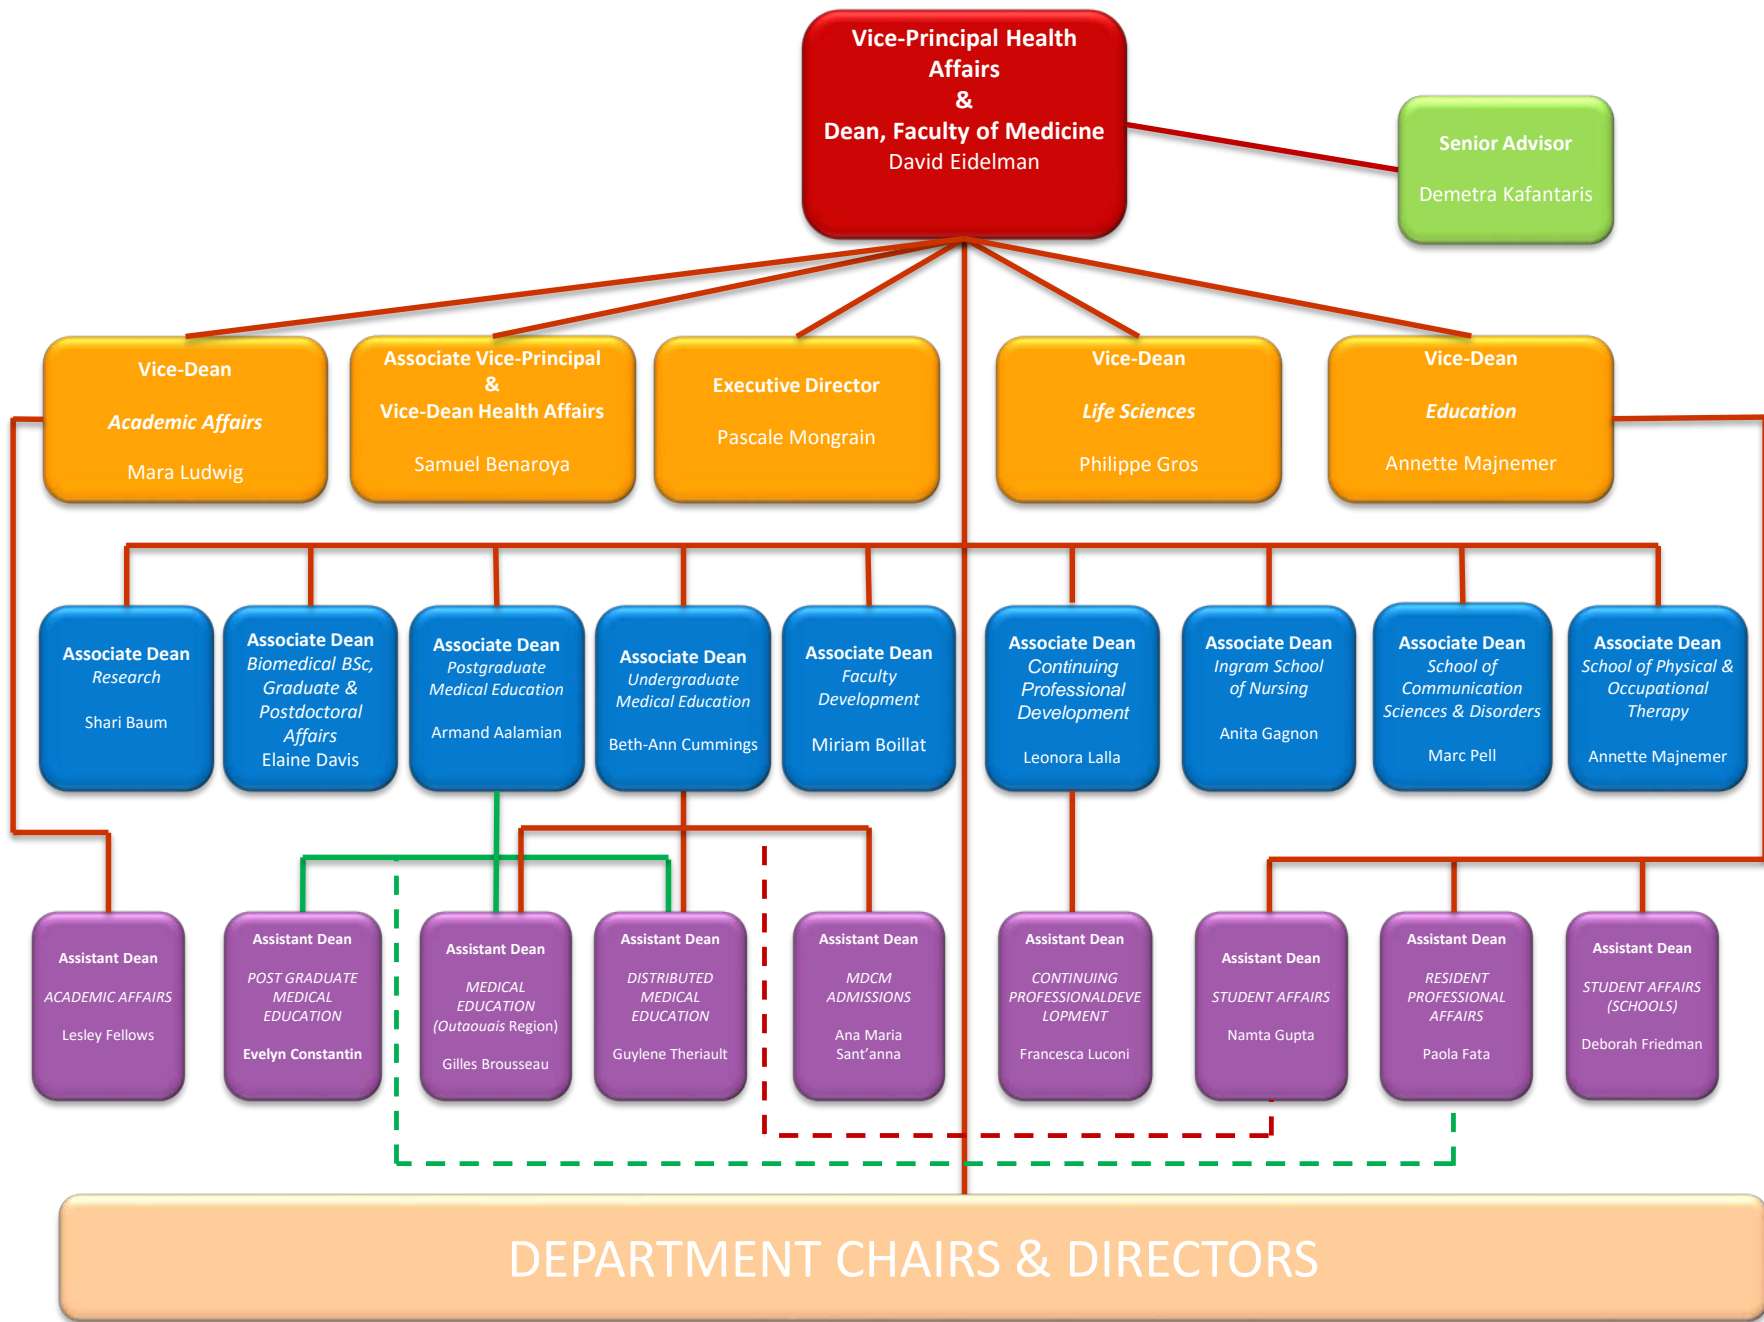 Vice-Principal Health
Affairs
&
Dean, Faculty of Medicine
David Eidelman
Senior Advisor
Demetra Kafantaris
Vice-Dean
Academic Affairs
Mara Ludwig
Associate Vice-Principal
&
Vice-Dean Health Affairs
Samuel Benaroya
Executive Director
Pascale Mongrain
Vice-Dean
Life Sciences
Philippe Gros
Vice-Dean
Education
Annette Majnemer
Associate Dean
Research
Shari Baum
Associate Dean
Biomedical BSc,
Graduate &
Postdoctoral
Affairs
Elaine Davis
Associate Dean
Postgraduate
Medical Education
Armand Aalamian
Associate Dean
Undergraduate
Medical Education
Beth-Ann Cummings
Associate Dean
Faculty
Development
Miriam Boillat
Associate Dean
Continuing
Professional
Development
Leonora Lalla
Associate Dean
Ingram School
of Nursing
Anita Gagnon
Associate Dean
School of
Communication
Sciences & Disorders
Marc Pell
Associate Dean
School of Physical &
Occupational
Therapy
Annette Majnemer
Assistant Dean
ACADEMIC AFFAIRS
Lesley Fellows
Assistant Dean
POST GRADUATE
MEDICAL
EDUCATION
Evelyn Constantin
Assistant Dean
MEDICAL
EDUCATION
(Outaouais Region)
Gilles Brousseau
Assistant Dean
DISTRIBUTED
MEDICAL
EDUCATION
Guylene Theriault
Assistant Dean
MDCM
ADMISSIONS
Ana Maria
Sant'anna
Assistant Dean
CONTINUING
PROFESSIONALDEVE
LOPMENT
Francesca Luconi
Assistant Dean
STUDENT AFFAIRS
Namta Gupta
Assistant Dean
RESIDENT
PROFESSIONAL
AFFAIRS
Paola Fata
Assistant Dean
STUDENT AFFAIRS
(SCHOOLS)
Deborah Friedman
DEPARTMENT CHAIRS & DIRECTORS